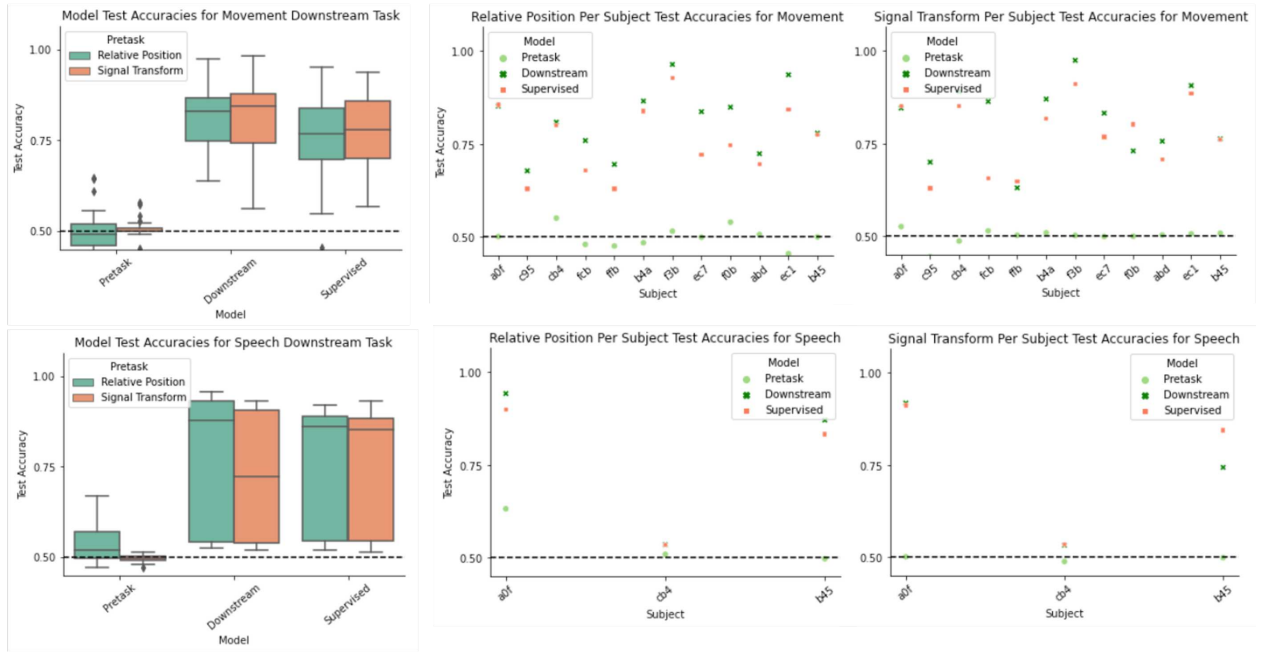 Model Test Accuracies for Movement Downstream Task
Pretask
Relative Position
Signal Transform
1.00
0.75
0.50
Test Accuracy
Pretask
Downstream
Supervised
Model
Relative Position Per Subject Test Accuracies for Movement
Model
Pretask
Downstream
Supervised
1.00
0.75
0.50
Test Accuracy
a0f c95 cb4 fcb ffb b4a f3b ec7 f0b abd ec1 b45
Subject
Signal Transform Per Subject Test Accuracies for Movement
Model
Pretask
Downstream
Supervised
1.00
0.75
0.50
a0f c95 cb4 fcb ffb b4a f3b ec7 f0b abd ec1 b45
Subject
Model Test Accuracies for Speech Downstream Task
Pretask
Relative Position
Signal Transform
1.00
0.75
0.50
Test Accuracy
Pretask
Downstream
Supervised
Model
Relative Position Per Subject Test Accuracies for Speech
Model
Pretask
Downstream
Supervised
1.00
0.75
0.50
Test Accuracy
a0f cb4 b45
Subject
Signal Transform Per Subject Test Accuracies for Speech
Model
Pretask
Downstream
Supervised
1.00
0.75
0.50
a0f cb4 b45
Subject